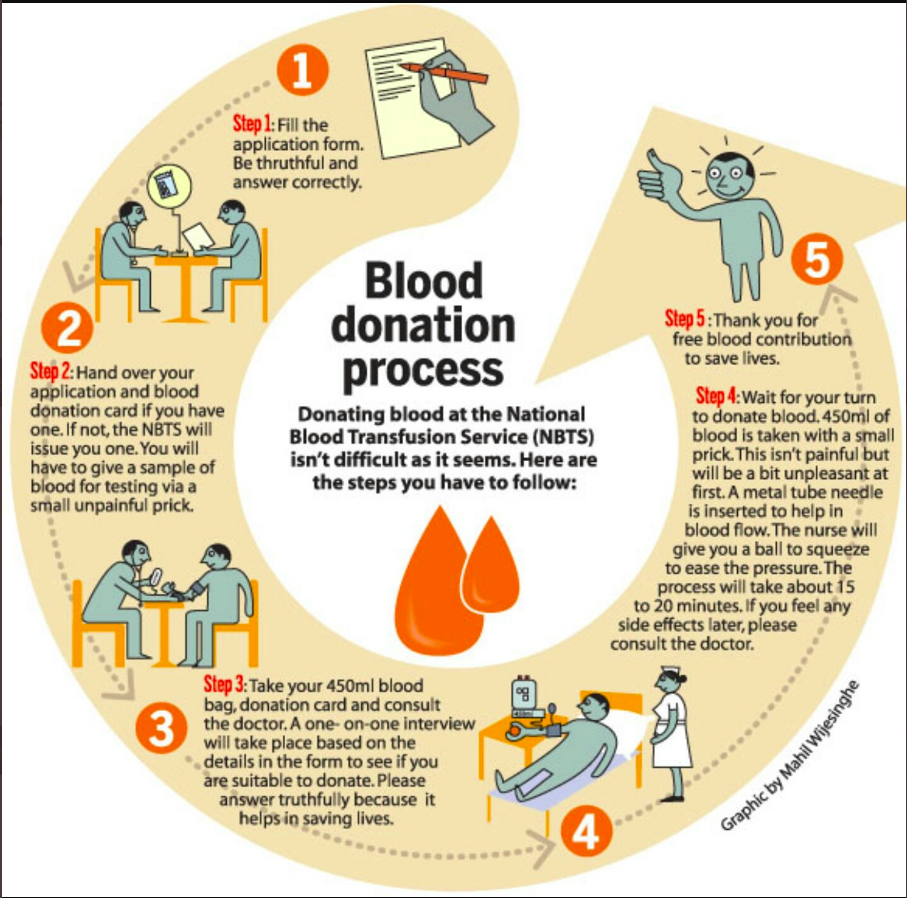 Blood
donation
process
Donating blood at the National
Blood Transfusion Service (NBTS)
isn't difficult as it seems. Here are
the steps you have to follow:
1
Step 1: Fill the
application form.
Be thruthful and
answer correctly.
2
Step 2: Hand over your
application and blood
donation card if you have
one. If not, the NBTS will
issue you one. You will
have to give a sample of
blood for testing via a
small unpainful prick.
3
Step 3: Take your 450ml blood
bag, donation card and consult
the doctor. A one- on-one interview
will take place based on the
details in the form to see if you
are suitable to donate. Please
answer truthfully because it
helps in saving lives.
450ml
4
Step 4: Wait for your turn
to donate blood. 450ml of
blood is taken with a small
prick. This isn't painful but
will be a bit unpleasant at
first. A metal tube needle
is inserted to help in
blood flow. The nurse will
give you a ball to squeeze
to ease the pressure. The
process will take about 15
to 20 minutes. If you feel any
side effects later, please
consult the doctor.
5
Step 5 : Thank you for
free blood contribution
to save lives.
Graphic by Mahil Wijesinghe